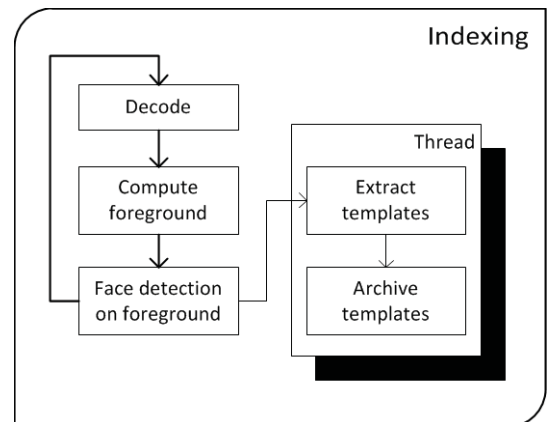 Indexing
Decode
Compute
foreground
Face detection
on foreground
Thread
Extract
templates
Archive
templates